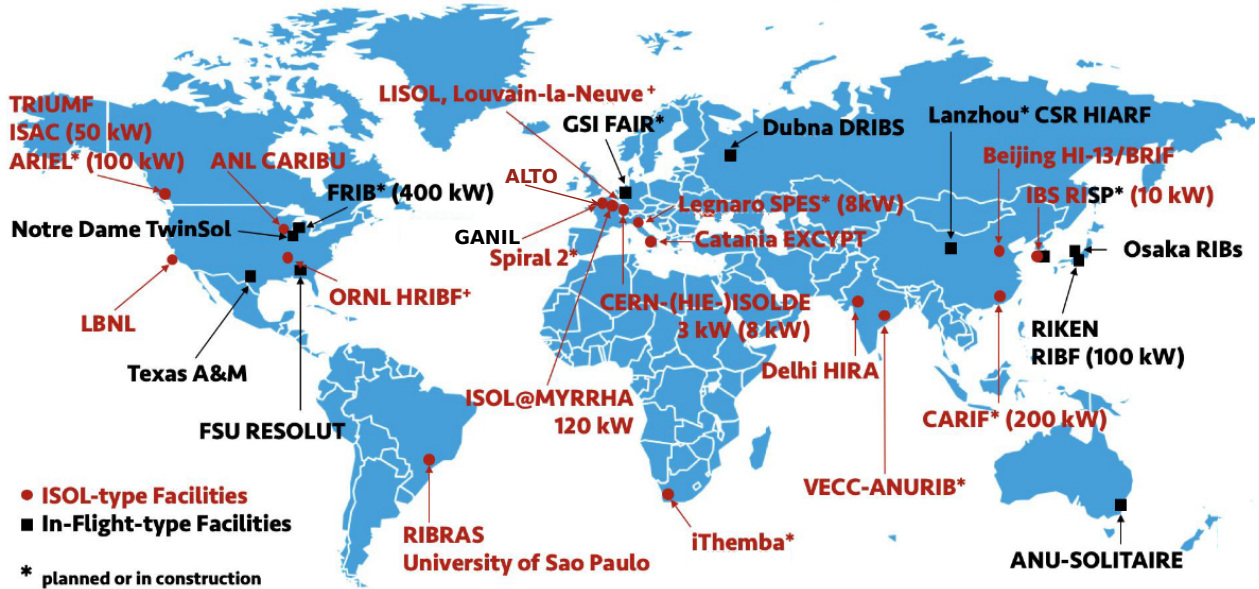 TRIUMF
ISAC (50 kW)
ARIEL* (100 kW)
ANL CARIBU
FRIB* (400 kW)
Notre Dame TwinSol
LBNL
ORNL HRIBF+
Texas A&M
FSU RESOLUT
LISOL, Louvain-la-Neuve+
GSI FAIR*
ALTO
GANIL
Spiral 2*
Dubna DRIBS
Legnaro SPES* (8kW)
Catania EXCYPT
CERN-(HIE-)ISOLDE
3 kW (8 kW)
ISOL@MYRRHA
120 kW
Lanzhou* CSR HIARF
Beijing HI-13/BRIF
IBS RISP* (10 kW)
Osaka RIBs
RIKEN
RIBF (100 kW)
Delhi HIRA
CARIF* (200 kW)
VECC-ANURIB*
iThemba*
RIBRAS
University of Sao Paulo
ANU-SOLITAIRE
ISOL-type Facilities
In-Flight-type Facilities
* planned or in construction